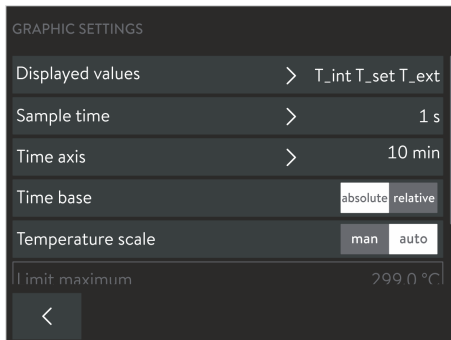 GRAPHIC SETTINGS
Displayed values T_int T_set T_ext
Sample time 1 s
Time axis 10 min
Time base absolute relative
Temperature scale man auto
Limit maximum 299.0 °C